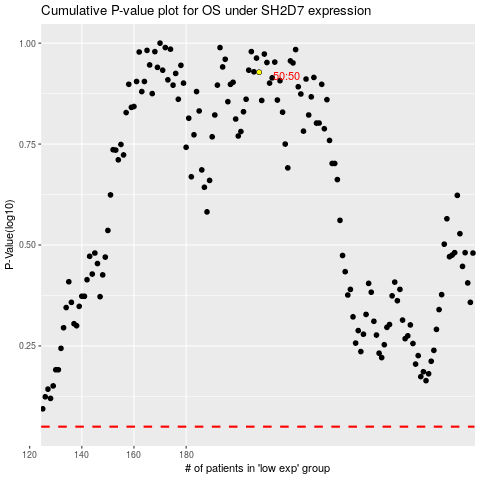 Cumulative P-value plot for OS under SH2D7 expression
P-Value(log10)
1.00
0.75
0.50
0.25
50:50
120 140 160 180
# of patients in 'low exp' group